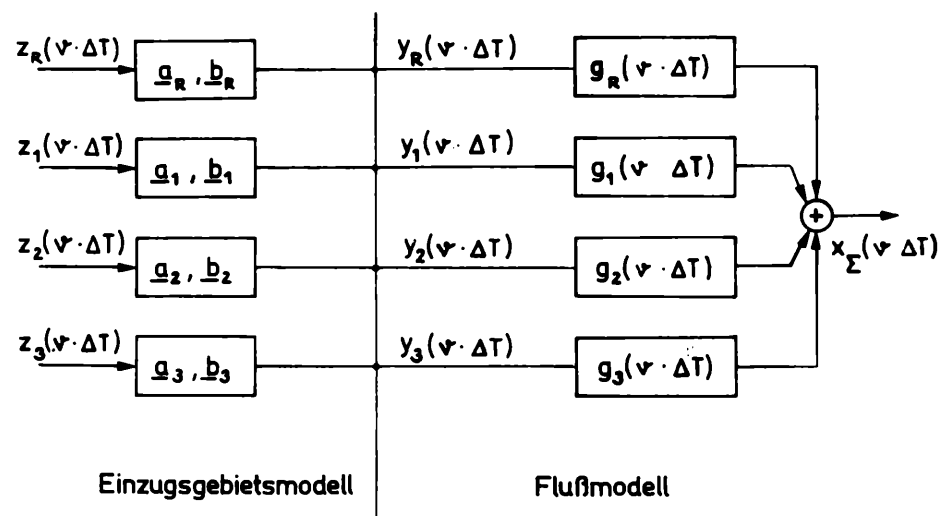 z_R(ν·ΔT)
a_R, b_R
y_R(ν·ΔT)
g_R(ν·ΔT)
z_1(ν·ΔT)
a_1, b_1
y_1(ν·ΔT)
g_1(ν ΔT)
+
x_Σ(ν ΔT)
z_2(ν·ΔT)
a_2, b_2
y_2(ν·ΔT)
g_2(ν·ΔT)
z_3(ν·ΔT)
a_3, b_3
y_3(ν·ΔT)
g_3(ν·ΔT)
Einzugsgebietsmodell
Flußmodell